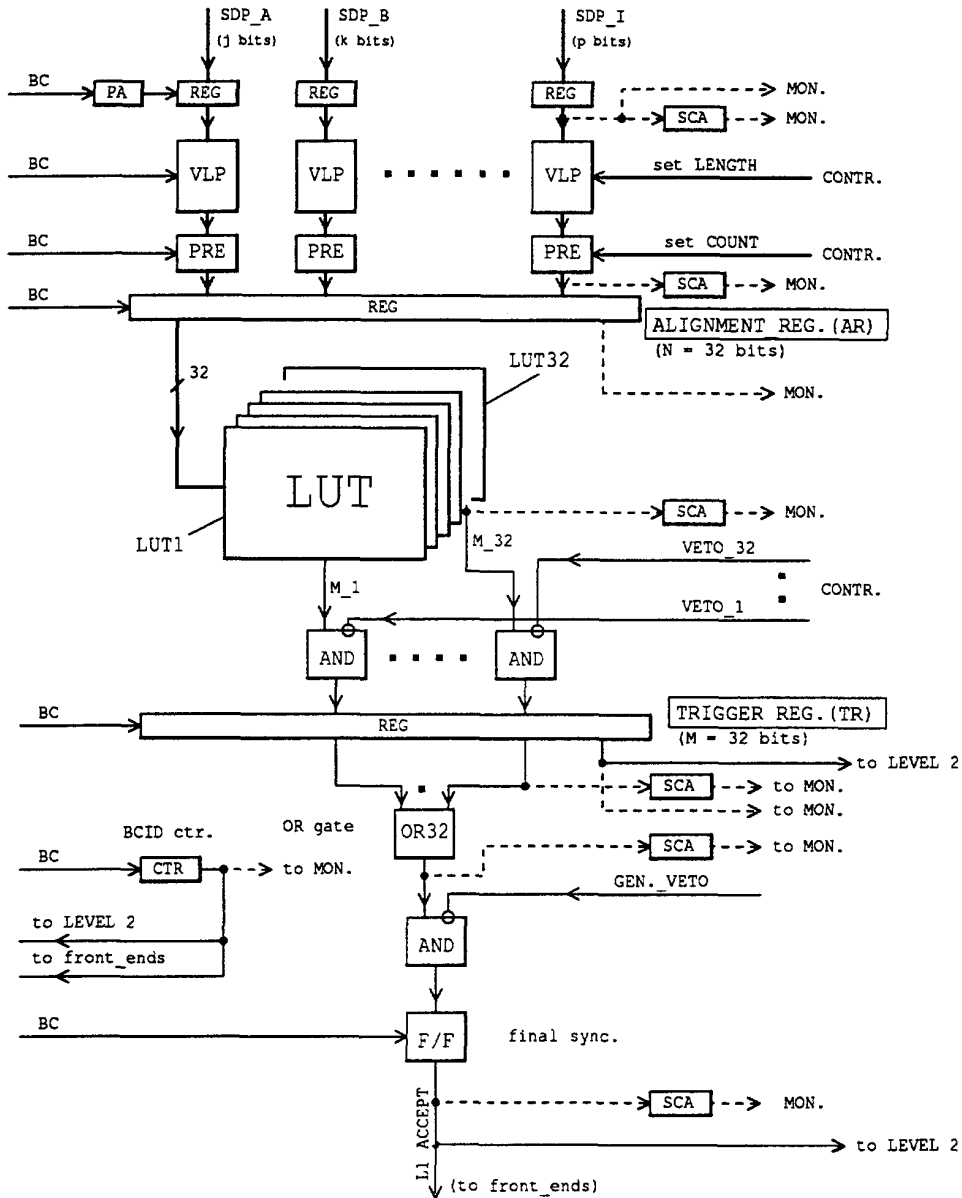 SDP_A
(j bits)
SDP_B
(k bits)
SDP_I
(p bits)
BC
PA
REG
REG
REG
MON.
SCA
MON.
BC
VLP
VLP
VLP
set LENGTH
CONTR.
BC
PRE
PRE
PRE
set COUNT
CONTR.
SCA
MON.
BC
REG
ALIGNMENT REG.(AR)
(N = 32 bits)
32
LUT32
MON.
LUT
LUT1
SCA
MON.
M_32
VETO_32
M_1
CONTR.
VETO_1
AND
AND
BC
REG
TRIGGER REG.(TR)
(M = 32 bits)
to LEVEL 2
SCA
to MON.
to MON.
OR gate
OR32
BCID ctr.
SCA
to MON.
BC
CTR
to MON.
GEN._VETO
to LEVEL 2
AND
to front_ends
BC
F/F
final sync.
SCA
MON.
L1 ACCEPT
to LEVEL 2
(to front_ends)